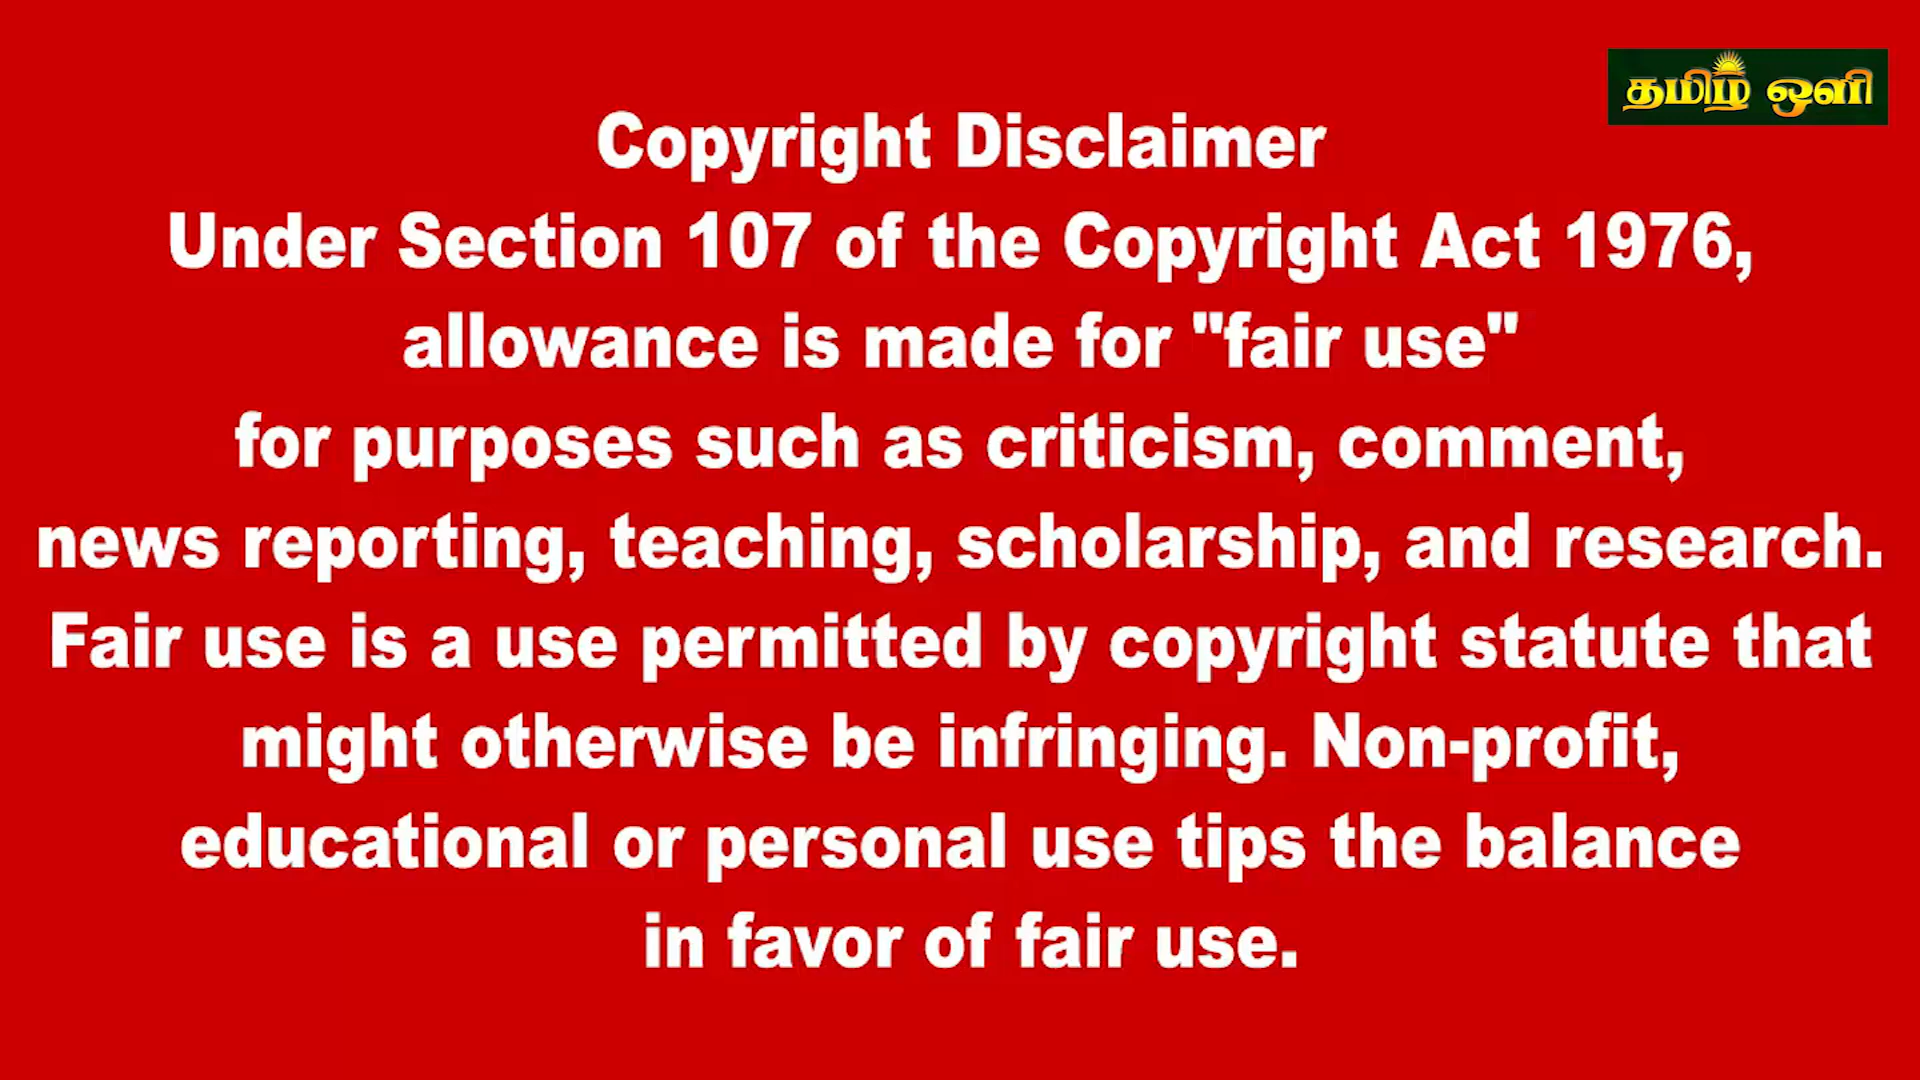 தமிழ் ஒளி
Copyright Disclaimer
Under Section 107 of the Copyright Act 1976,
allowance is made for "fair use"
for purposes such as criticism, comment,
news reporting, teaching, scholarship, and research.
Fair use is a use permitted by copyright statute that
might otherwise be infringing. Non-profit,
educational or personal use tips the balance
in favor of fair use.